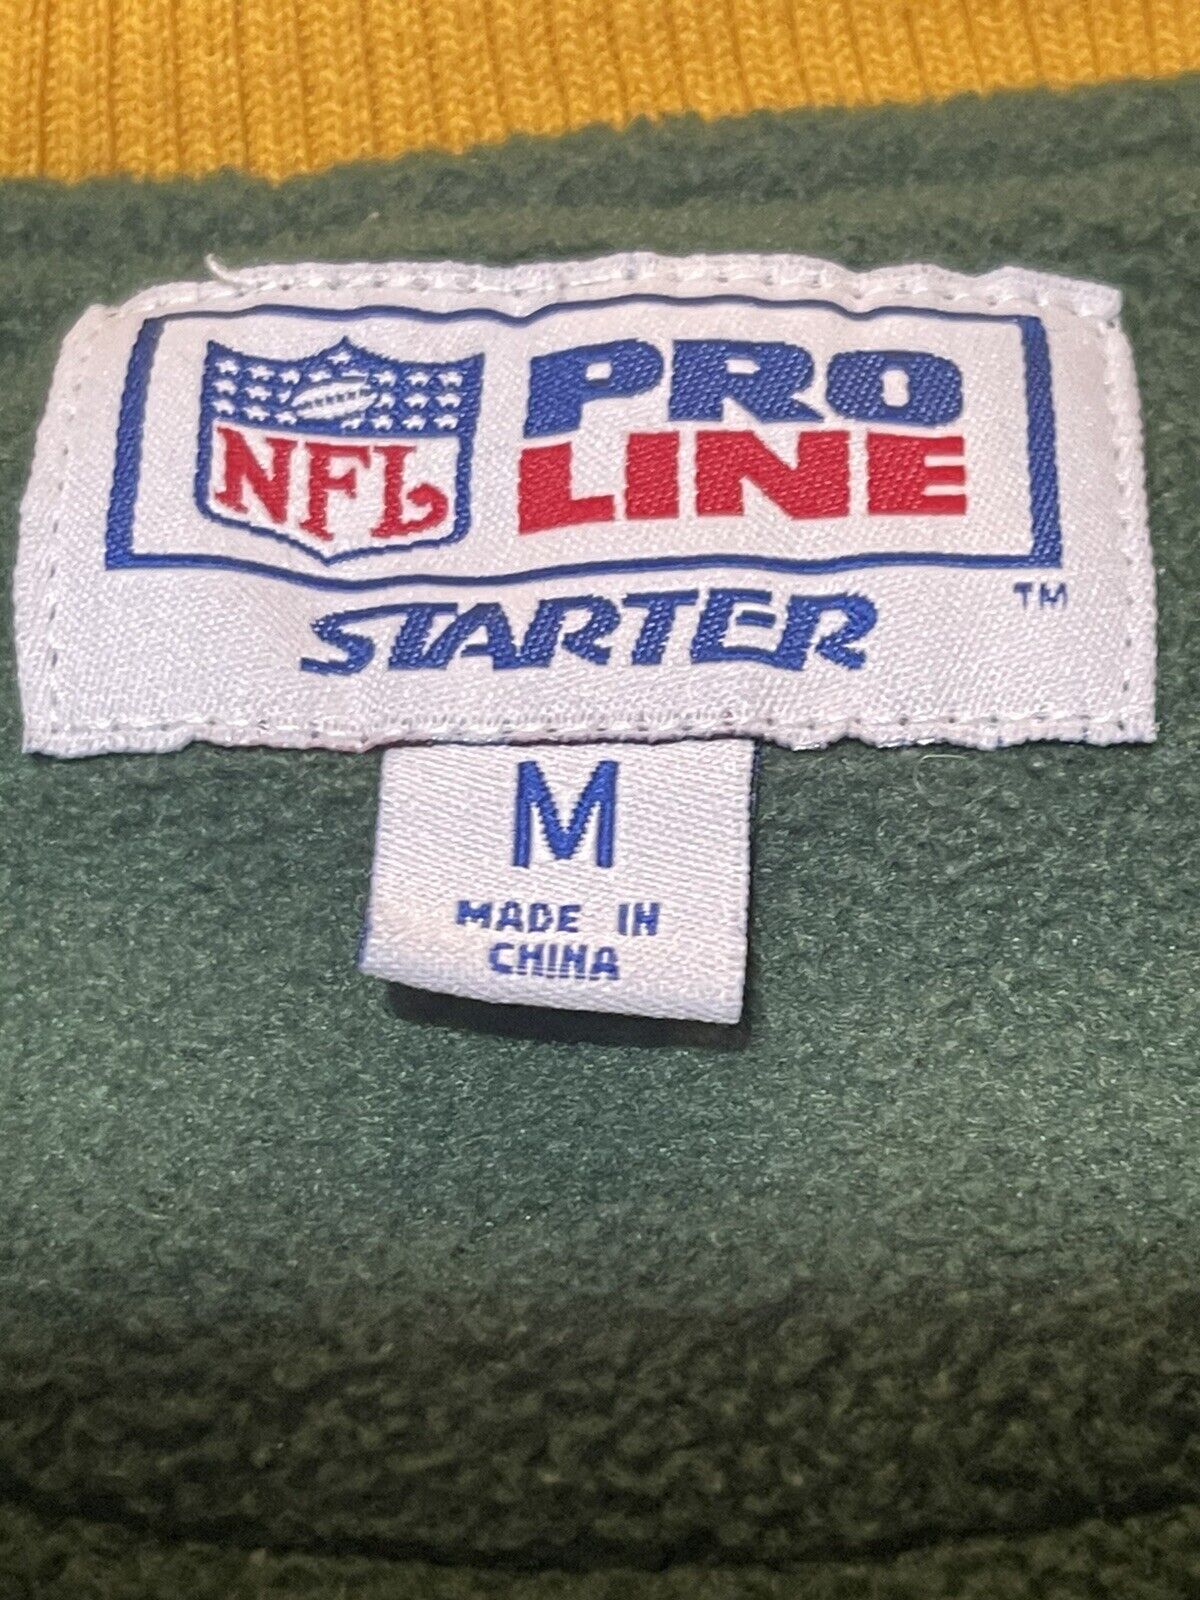 NFL
PRO
LINE
STARTER
TM
M
MADE IN
CHINA